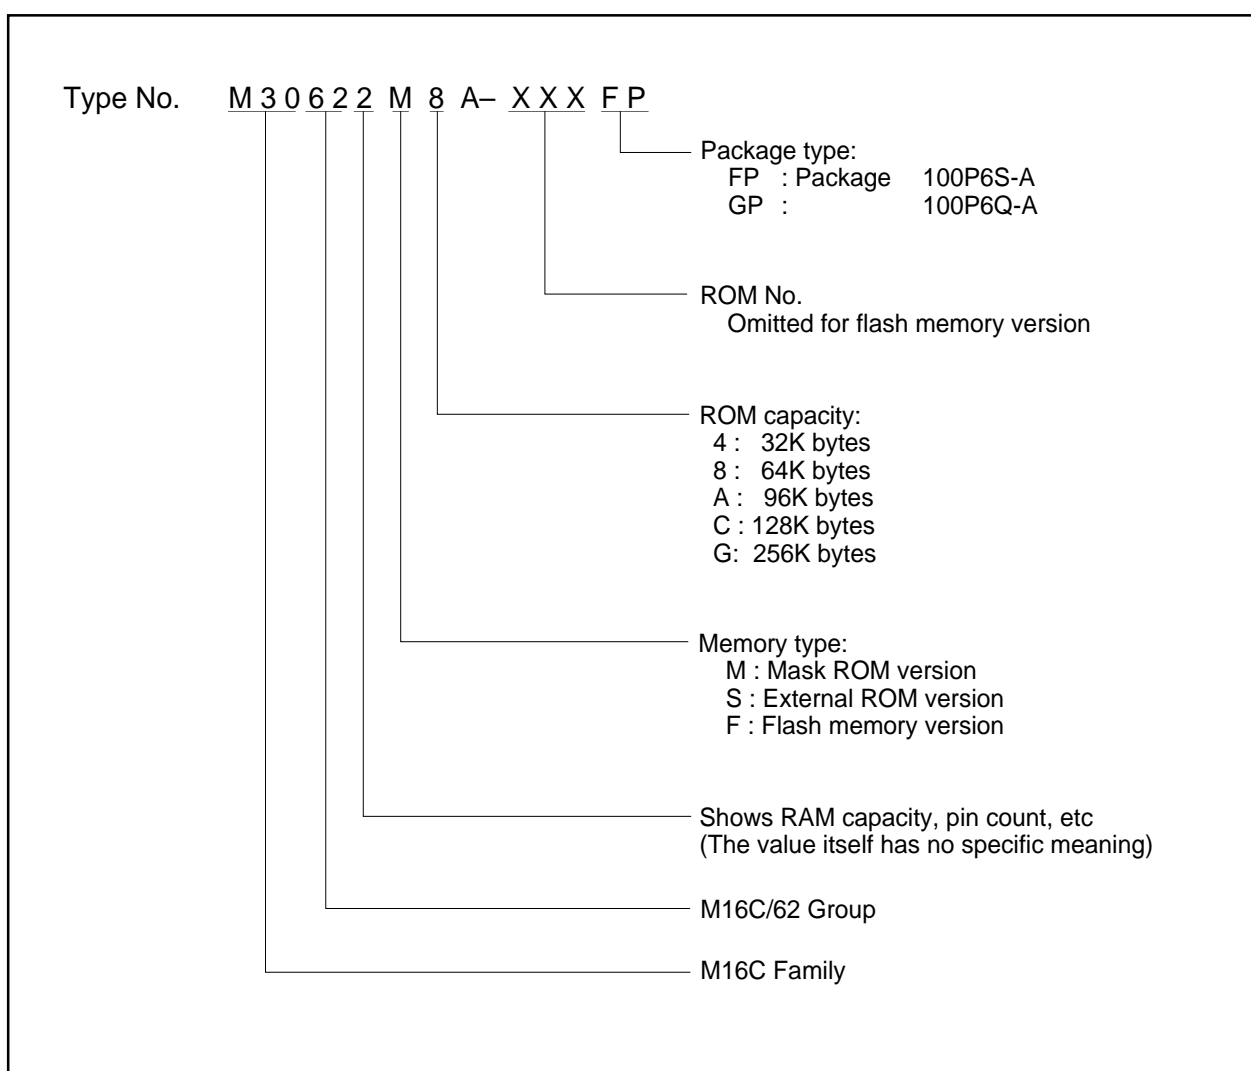 Type No. M 3 0 6 2 2 M 8 A– X X X F P
Package type:
FP : Package 100P6S-A
GP : 100P6Q-A
ROM No.
Omitted for flash memory version
ROM capacity:
4 : 32K bytes
8 : 64K bytes
A : 96K bytes
C : 128K bytes
G: 256K bytes
Memory type:
M : Mask ROM version
S : External ROM version
F : Flash memory version
Shows RAM capacity, pin count, etc
(The value itself has no specific meaning)
M16C/62 Group
M16C Family